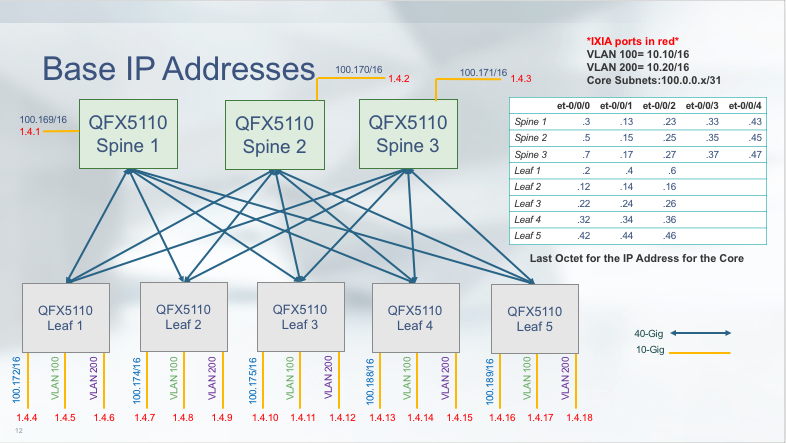 *IXIA ports in red*
VLAN 100= 10.10/16
VLAN 200= 10.20/16
Core Subnets:100.0.0.x/31
Base IP Addresses
100.170/16
1.4.2
100.171/16
1.4.3
100.169/16
1.4.1
QFX5110
Spine 1
QFX5110
Spine 2
QFX5110
Spine 3
et-0/0/0 et-0/0/1 et-0/0/2 et-0/0/3 et-0/0/4
Spine 1 .3 .13 .23 .33 .43
Spine 2 .5 .15 .25 .35 .45
Spine 3 .7 .17 .27 .37 .47
Leaf 1 .2 .4 .6
Leaf 2 .12 .14 .16
Leaf 3 .22 .24 .26
Leaf 4 .32 .34 .36
Leaf 5 .42 .44 .46
Last Octet for the IP Address for the Core
QFX5110
Leaf 1
QFX5110
Leaf 2
QFX5110
Leaf 3
QFX5110
Leaf 4
QFX5110
Leaf 5
40-Gig
10-Gig
100.172/16
VLAN 100
VLAN 200
100.174/16
VLAN 100
VLAN 200
100.175/16
VLAN 100
VLAN 200
100.188/16
VLAN 100
VLAN 200
100.189/16
VLAN 100
VLAN 200
1.4.4 1.4.5 1.4.6 1.4.7 1.4.8 1.4.9 1.4.10 1.4.11 1.4.12 1.4.13 1.4.14 1.4.15 1.4.16 1.4.17 1.4.18
12